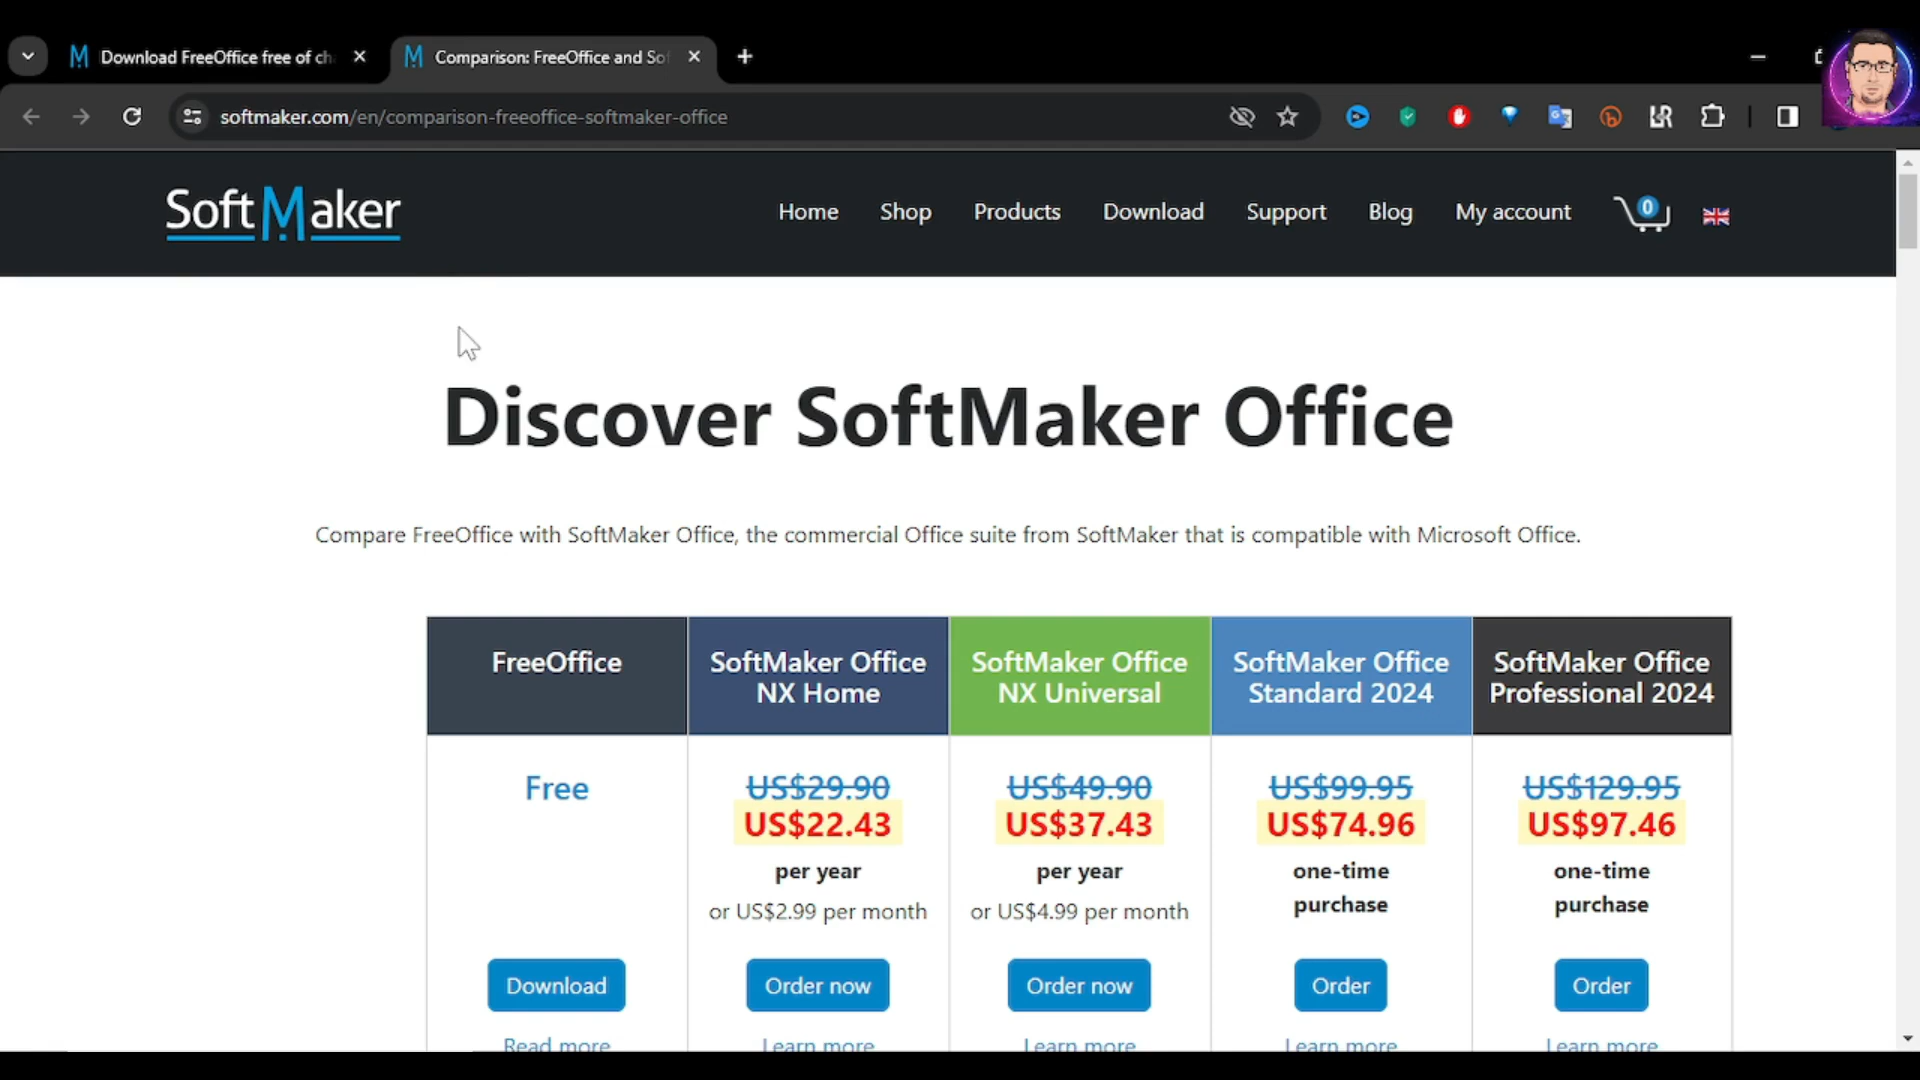 Download FreeOffice free of ch
Comparison: FreeOffice and Sof
softmaker.com/en/comparison-freeoffice-softmaker-office
SoftMaker
Home Shop Products Download Support Blog My account 0
Discover SoftMaker Office
Compare FreeOffice with SoftMaker Office, the commercial Office suite from SoftMaker that is compatible with Microsoft Office.
FreeOffice
SoftMaker Office
NX Home
SoftMaker Office
NX Universal
SoftMaker Office
Standard 2024
SoftMaker Office
Professional 2024
Free
US$29.90
US$22.43
per year
or US$2.99 per month
US$49.90
US$37.43
per year
or US$4.99 per month
US$99.95
US$74.96
one-time
purchase
US$129.95
US$97.46
one-time
purchase
Download
Order now
Order now
Order
Order
Read more
Learn more
Learn more
Learn more
Learn more